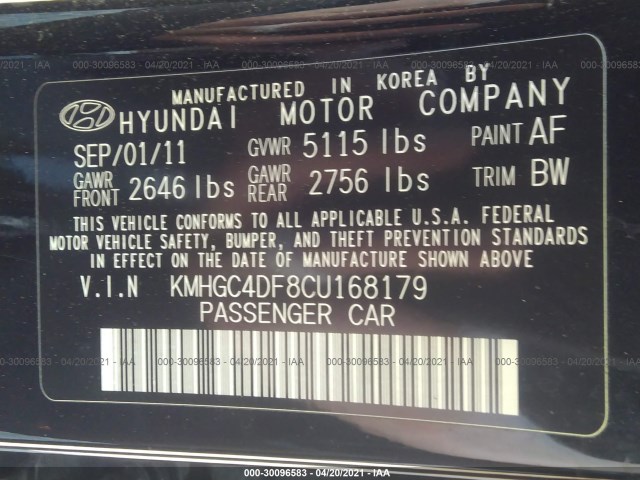 MANUFACTURED IN KOREA BY
HYUNDAI MOTOR COMPANY
SEP/01/11 GVWR 5115 lbs PAINT AF
GAWR FRONT 2646 lbs GAWR REAR 2756 lbs TRIM BW
THIS VEHICLE CONFORMS TO ALL APPLICABLE U.S.A. FEDERAL
MOTOR VEHICLE SAFETY, BUMPER, AND THEFT PREVENTION STANDARDS
IN EFFECT ON THE DATE OF MANUFACTURE SHOWN ABOVE.
V.I.N KMHGC4DF8CU168179
PASSENGER CAR
000-30096583 - 04/20/2021 - IAA